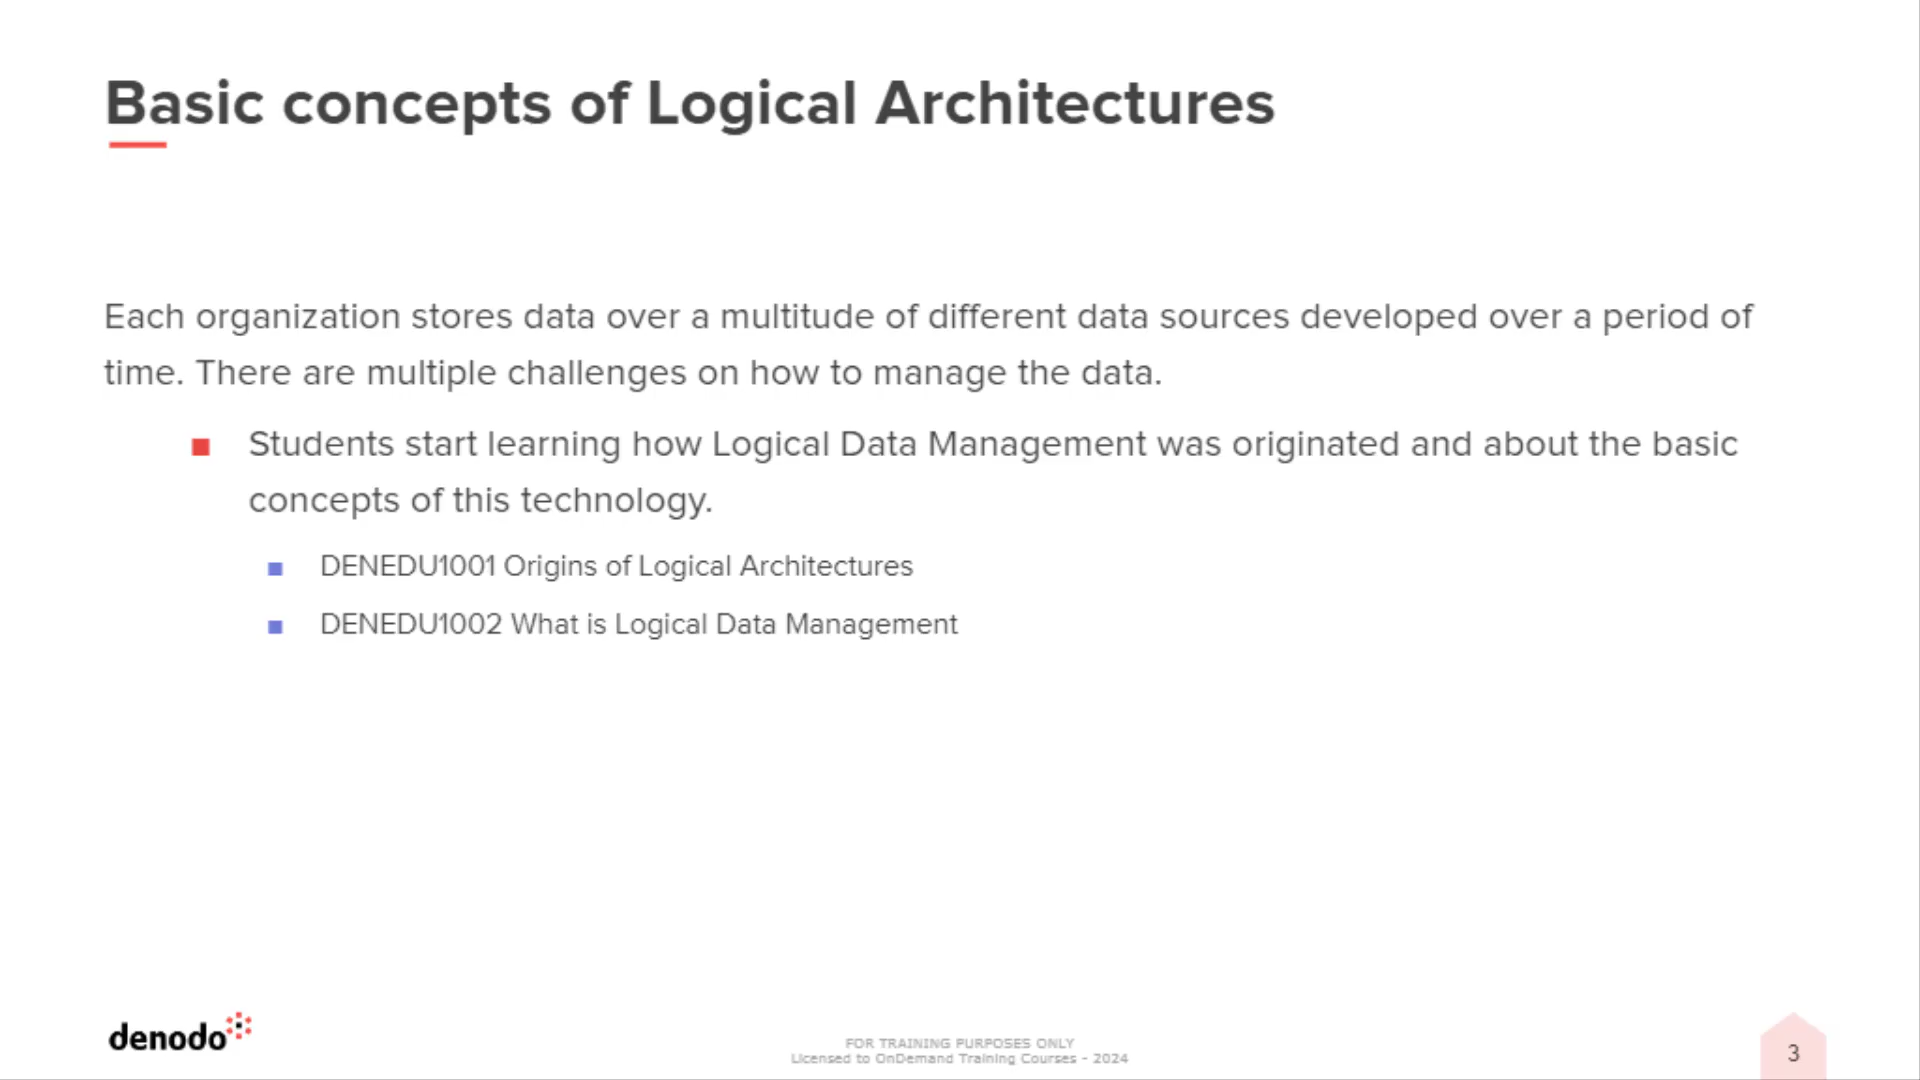 Basic concepts of Logical Architectures
Each organization stores data over a multitude of different data sources developed over a period of
time. There are multiple challenges on how to manage the data.
Students start learning how Logical Data Management was originated and about the basic
concepts of this technology.
DENEDU1001 Origins of Logical Architectures
DENEDU1002 What is Logical Data Management
denodo
FOR TRAINING PURPOSES ONLY
Licensed to OnDemand Training Courses - 2024
3